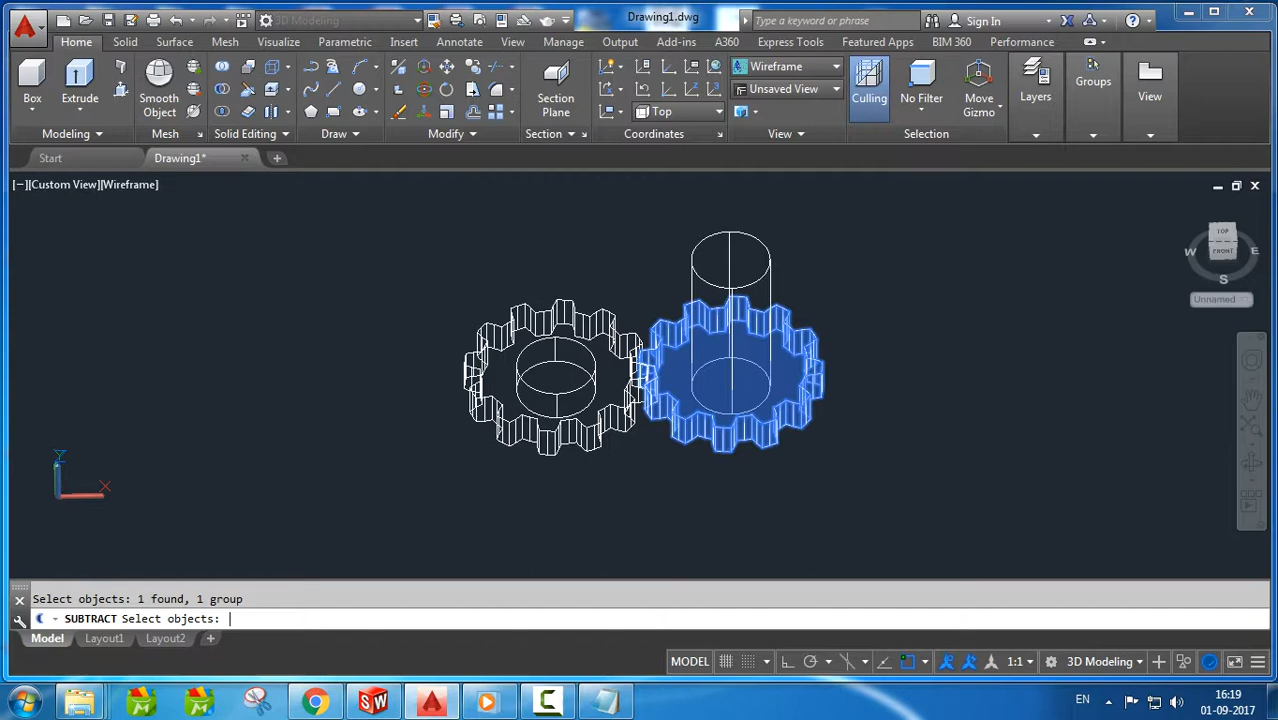 3D Modeling
Drawing1.dwg
Type a keyword or phrase
Sign In
Home Solid Surface Mesh Visualize Parametric Insert Annotate View Manage Output Add-ins A360 Express Tools Featured Apps BIM 360 Performance
Box
Extrude
Smooth
Object
Section
Plane
Wireframe
Unsaved View
Top
Culling
No Filter
Move
Gizmo
Layers
Groups
View
Modeling Mesh Solid Editing Draw Modify Section Coordinates View Selection
Start
Drawing1*
[−][Custom View][Wireframe]
TOP
FRONT
W
E
S
Unnamed
Y
X
Select objects: 1 found, 1 group
SUBTRACT Select objects:
Model Layout1 Layout2
MODEL
1:1
3D Modeling
EN
16:19
01-09-2017